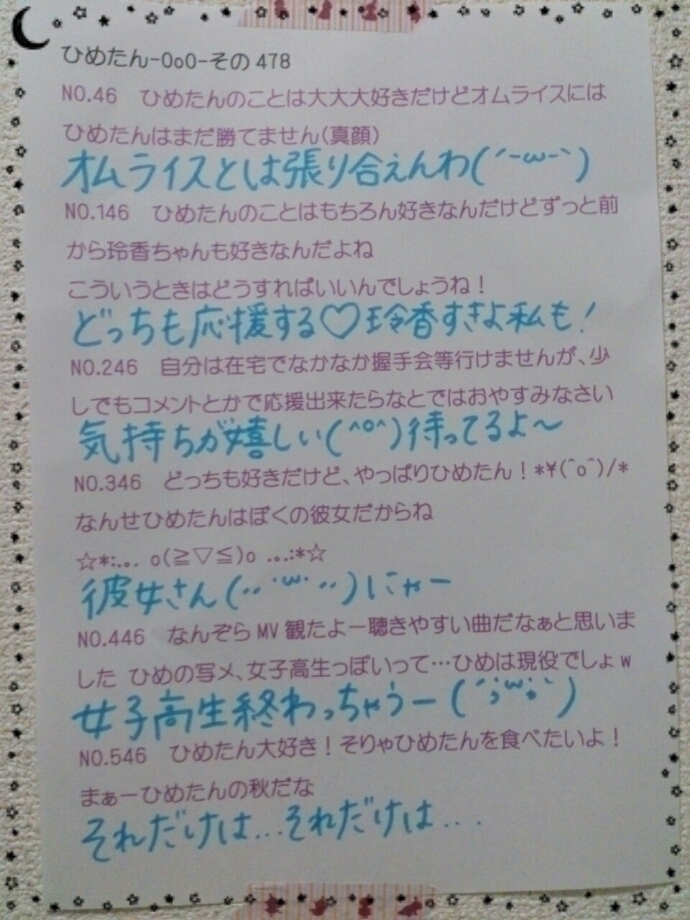 ひめたん-OoO-その478
NO.46 ひめたんのことは大大大好きだけどオムライスには
ひめたんはまだ勝てません(真顔)
オムライスとは張り合えんわ(´-ω-`)
NO.146 ひめたんのことはもちろん好きなんだけどずっと前
から玲香ちゃんも好きなんだよね
こういうときはどうすればいいんでしょうね！
どっちも応援する♡玲香すきよ私も！
NO.246 自分は在宅でなかなか握手会等行けませんが、少
しでもコメントとかで応援出来たらなとではおやすみなさい
気持ちが嬉しい(^o^)待ってるよ〜
NO.346 どっちも好きだけど、やっぱりひめたん！*\(^o^)/*
なんせひめたんはぼくの彼女だからね
☆*:.｡. o(≧▽≦)o .｡.:*☆
彼女さん(･･･ω･･･)にゃー
NO.446 なんぞらMV観たよー聴きやすい曲だなぁと思いま
した ひめの写メ、女子高生っぽいって…ひめは現役でしょw
女子高生終わっちゃうー(´;ω;`)
NO.546 ひめたん大好き！そりゃひめたんを食べたいよ！
まぁーひめたんの秋だな
それだけは...それだけは...